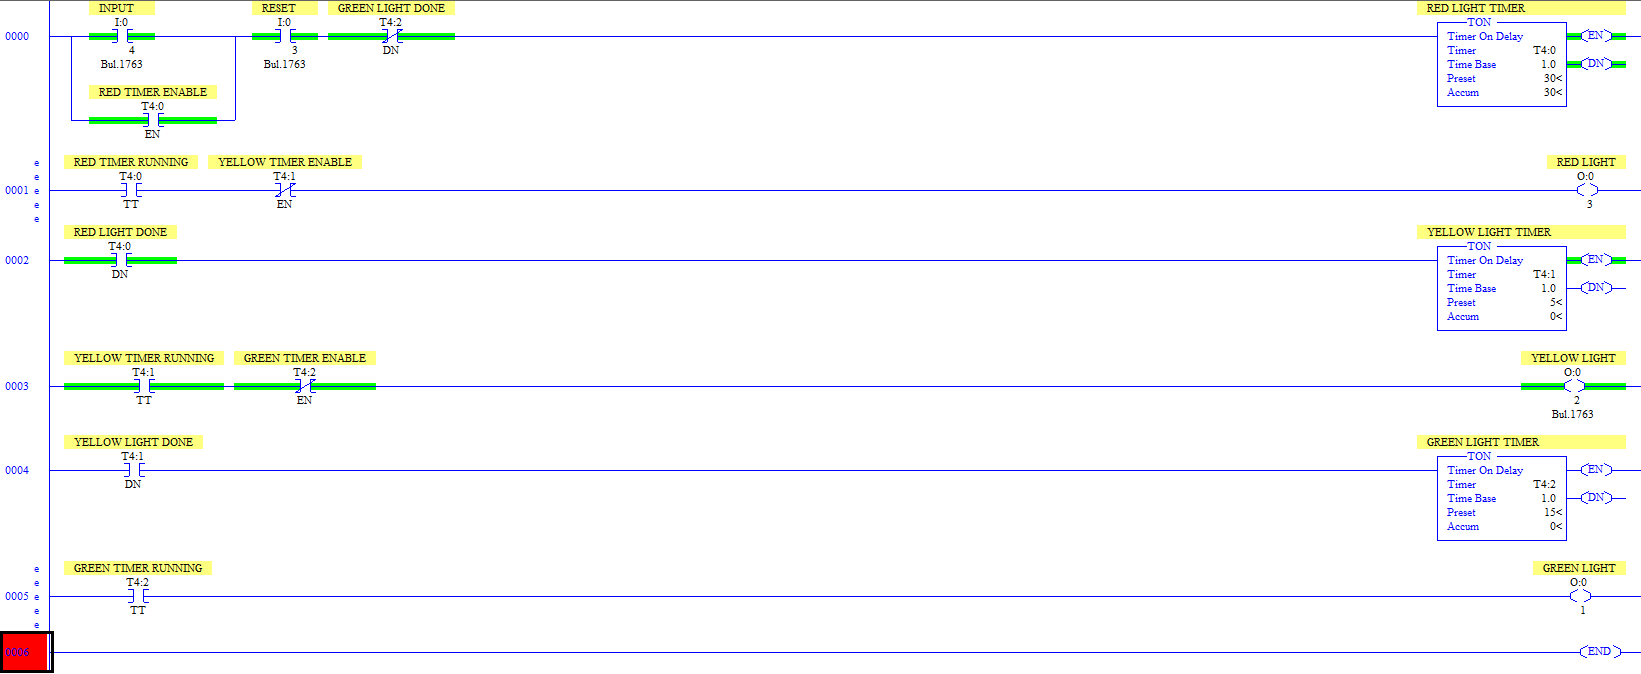 INPUT RESET GREEN LIGHT DONE RED LIGHT TIMER
I:0 I:0 T4:2 TON
0000 Timer On Delay EN
4 3 DN Timer T4:0
Bul.1763 Bul.1763 Time Base 1.0 DN
Preset 30<
RED TIMER ENABLE Accum 30<
T4:0
EN
e RED TIMER RUNNING YELLOW TIMER ENABLE RED LIGHT
e T4:0 T4:1 O:0
0001 e
e TT EN 3
e
RED LIGHT DONE YELLOW LIGHT TIMER
T4:0 TON
0002 Timer On Delay EN
DN Timer T4:1
Time Base 1.0 DN
Preset 5<
Accum 0<
YELLOW TIMER RUNNING GREEN TIMER ENABLE YELLOW LIGHT
T4:1 T4:2 O:0
0003
TT EN 2
Bul.1763
YELLOW LIGHT DONE GREEN LIGHT TIMER
T4:1 TON
0004 Timer On Delay EN
DN Timer T4:2
Time Base 1.0 DN
Preset 15<
Accum 0<
e GREEN TIMER RUNNING GREEN LIGHT
e T4:2 O:0
0005 e
e TT 1
e
0006 END